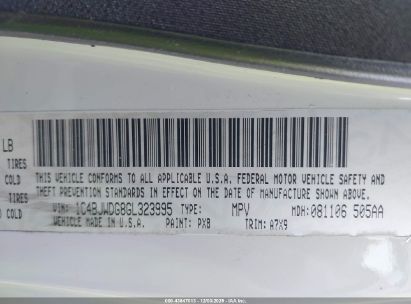 LB
TIRES
COLD THIS VEHICLE CONFORMS TO ALL APPLICABLE U.S.A. FEDERAL MOTOR VEHICLE SAFETY AND
TIRES THEFT PREVENTION STANDARDS IN EFFECT ON THE DATE OF MANUFACTURE SHOWN ABOVE.
COLD VIN: 1C4BJWDG8GL323995 TYPE: MPV MDH: 081106 505AA
VEHICLE MADE IN U.S.A. PAINT: PX8 TRIM: A7X9